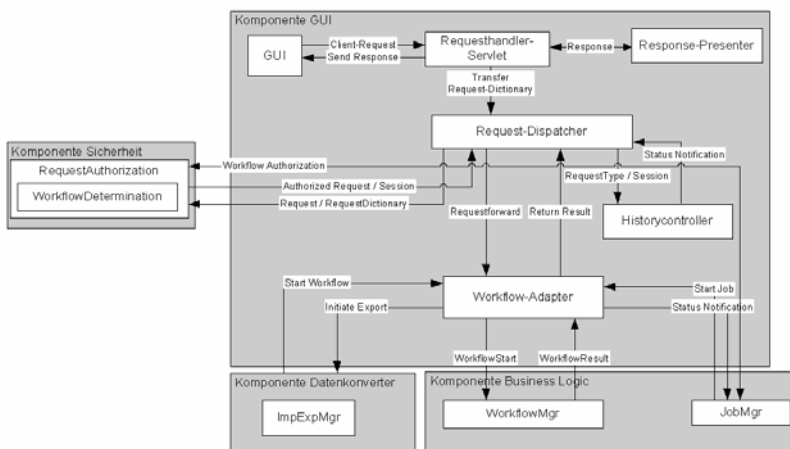 Komponente GUI
GUI
Client-Request
Send Response
Requesthandler-
Servlet
Response
Response-Presenter
Transfer
Request-Dictionary
Request-Dispatcher
Komponente Sicherheit
RequestAuthorization
WorkflowDetermination
Workflow Authorization
Status Notification
Authorized Request / Session
RequestType / Session
Request / RequestDictionary
Requestforward
Return Result
Historycontroller
Start Workflow
Workflow-Adapter
Start Job
Initiate Export
Status Notification
WorkflowStart
WorkflowResult
Komponente Datenkonverter
Komponente Business Logic
ImpExpMgr
WorkflowMgr
JobMgr